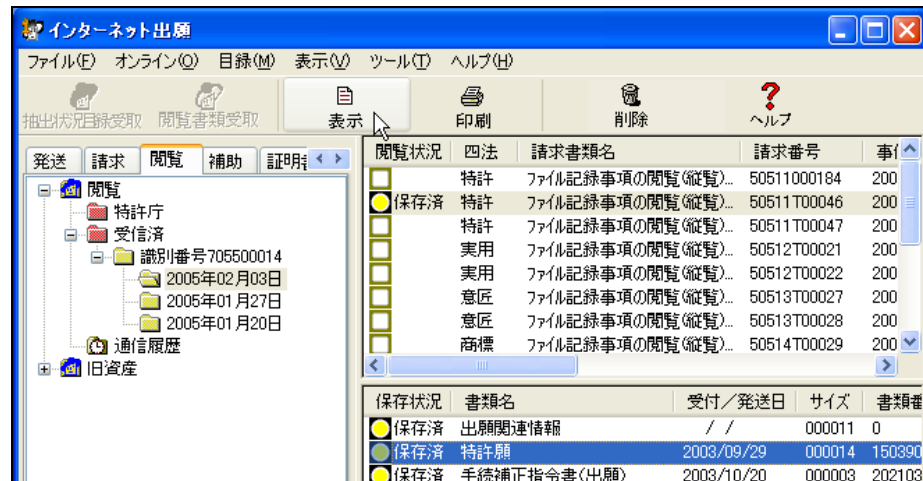 インターネット出願
ファイル(F) オンライン(O) 目録(M) 表示(V) ツール(T) ヘルプ(H)
抽出状況目録受取 閲覧書類受取 表示 印刷 削除 ヘルプ
発送 請求 閲覧 補助
閲覧
特許庁
受信済
識別番号705500014
2005年02月03日
2005年01月27日
2005年01月20日
通信履歴
旧資産
閲覧状況 四法 請求書類名 請求番号
特許 ファイル記録事項の閲覧(縦覧)... 50511000184 200
保存済 特許 ファイル記録事項の閲覧(縦覧)... 50511T00046 200
特許 ファイル記録事項の閲覧(縦覧)... 50511T00047 200
実用 ファイル記録事項の閲覧(縦覧)... 50512T00021 200
実用 ファイル記録事項の閲覧(縦覧)... 50512T00022 200
意匠 ファイル記録事項の閲覧(縦覧)... 50513T00027 200
意匠 ファイル記録事項の閲覧(縦覧)... 50513T00028 200
商標 ファイル記録事項の閲覧(縦覧)... 50514T00029 200
保存状況 書類名 受付/発送日 サイズ 書類番
保存済 出願関連情報 / / 000011 0
保存済 特許願 2003/09/29 000014 150390
保存済 手続補正指令書(出願) 2003/10/20 000003 202103